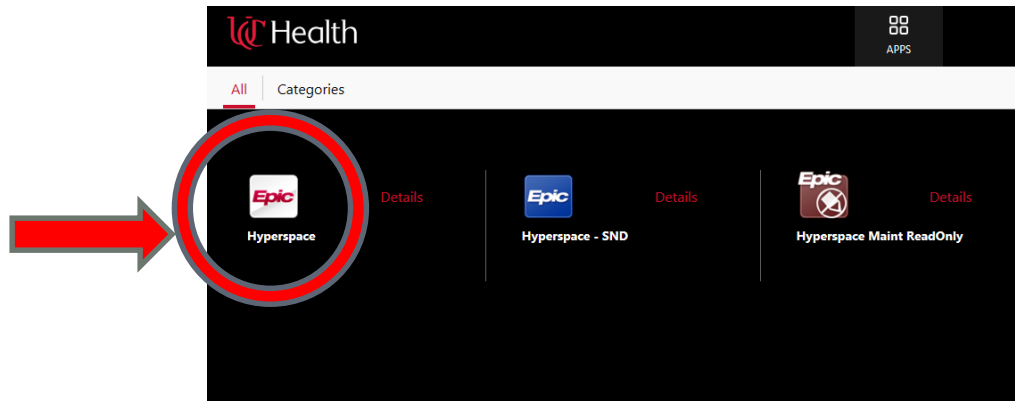 UC Health
APPS
All Categories
Epic Epic Epic
Details Details Details
Hyperspace Hyperspace - SND Hyperspace Maint ReadOnly